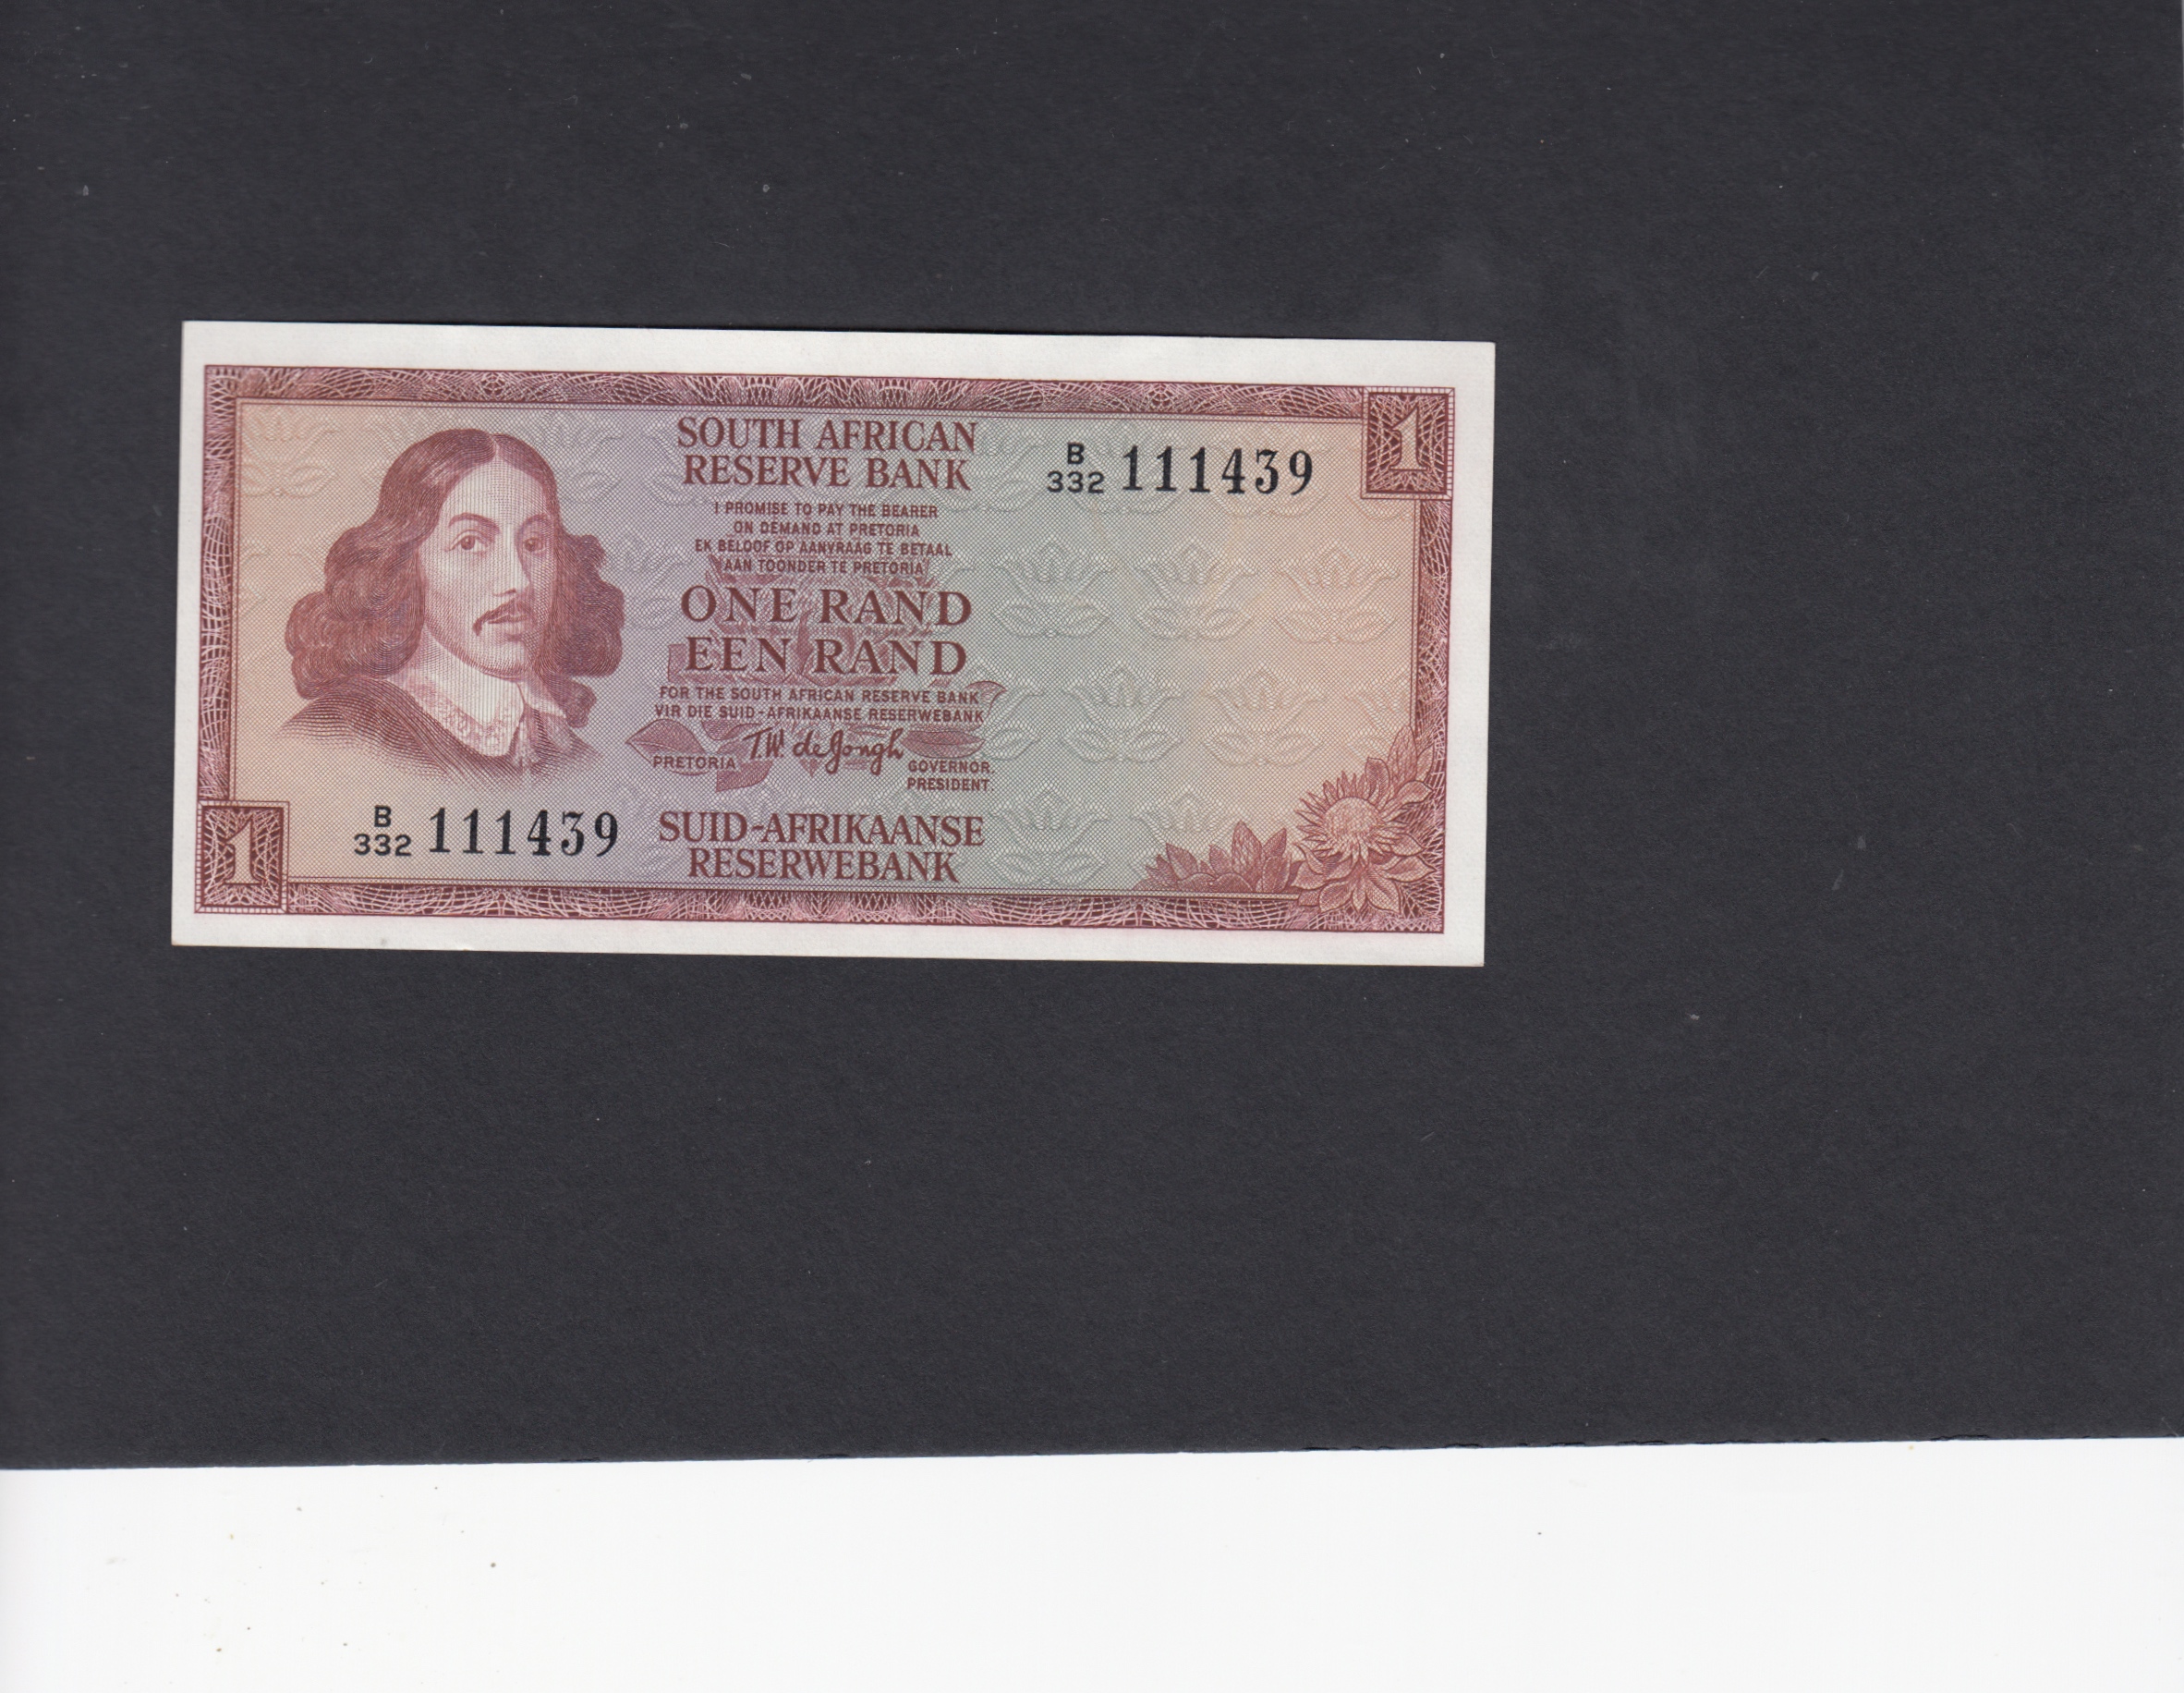 1
SOUTH AFRICAN
RESERVE BANK
B
332 111439
I PROMISE TO PAY THE BEARER
ON DEMAND AT PRETORIA
EK BELOOF OP AANVRAAG TE BETAAL
AAN TOONDER TE PRETORIA
ONE RAND
EEN RAND
FOR THE SOUTH AFRICAN RESERVE BANK
VIR DIE SUID-AFRIKAANSE RESERWEBANK
T.W. de Jongh
PRETORIA
GOVERNOR.
PRESIDENT.
1
B
332 111439
SUID-AFRIKAANSE
RESERWEBANK